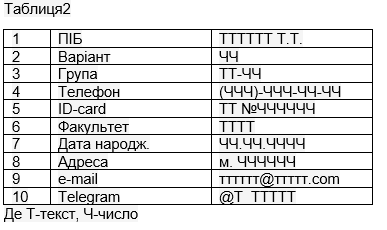 Таблиця2
1 ПІБ ТТТТТТ Т.Т.
2 Варіант ЧЧ
3 Група ТТ-ЧЧ
4 Телефон (ЧЧЧ)-ЧЧЧ-ЧЧ-ЧЧ
5 ID-card ТТ №ЧЧЧЧЧЧ
6 Факультет ТТТТ
7 Дата народж. ЧЧ.ЧЧ.ЧЧЧЧ
8 Адреса м. ЧЧЧЧЧЧ
9 e-mail тттттт@ттттт.com
10 Telegram @Т_ТТТТТ
Де Т-текст, Ч-число